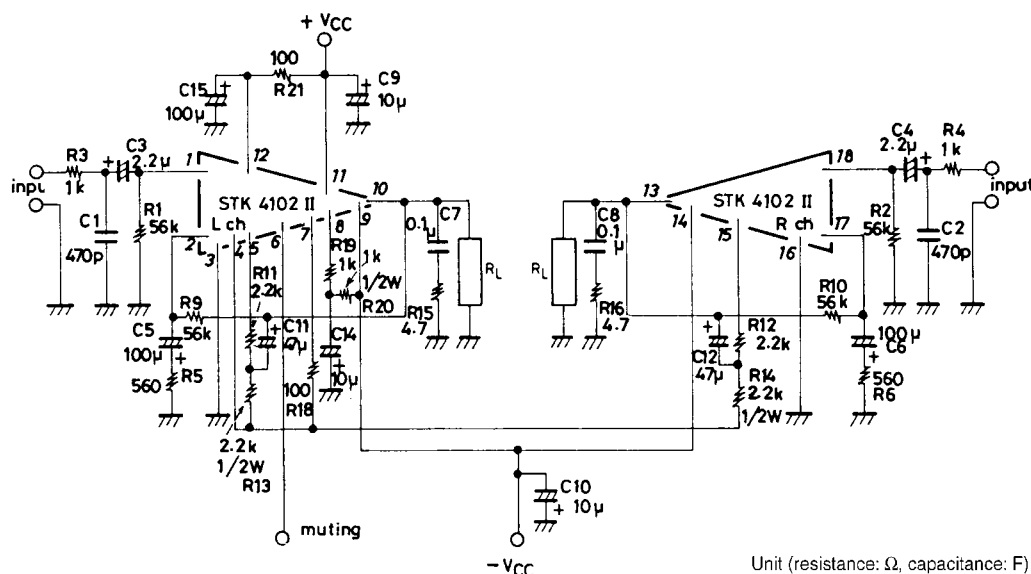 + VCC
100
R21
C15 +
100µ
+ C9
10µ
R3
1k
+ C3
2.2µ
1
12
11
10
inpu
C1
470p
R1
56k
STK 4102 II
L ch
2
3
4
5
6
7
8
9
R9
56k
C5
100µ
+
560
R5
R11
2.2k
+ C11
47µ
R19
1k
1k
1/2W
R20
C14
+
10µ
100
R18
2.2k
1/2W
R13
muting
C7
0.1µ
R15
4.7
RL
RL
C8
0.1
µ
R16
4.7
13
14
STK 4102 II
R ch
15
16
17
18
C4
2.2µ
+
R4
1k
input
R2
56k
C2
470p
R10
56k
100µ
C6
+
560
R6
+
C12
47µ
R12
2.2k
R14
2.2k
1/2W
C10
+ 10µ
− VCC
Unit (resistance: Ω, capacitance: F)